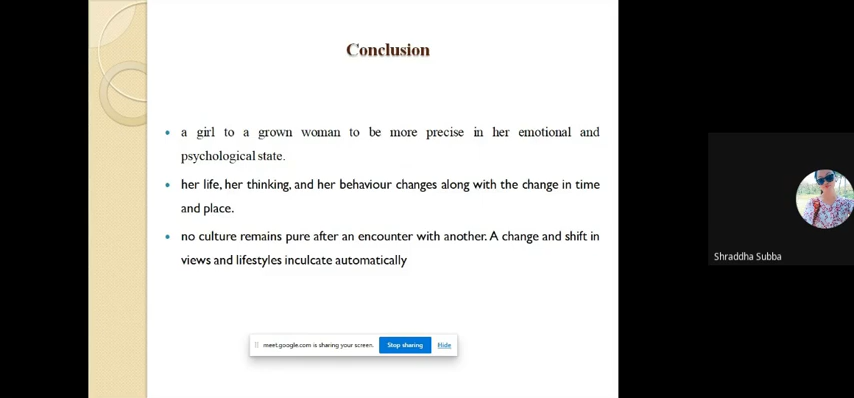 Conclusion
a girl to a grown woman to be more precise in her emotional and
psychological state.
her life, her thinking, and her behaviour changes along with the change in time
and place.
no culture remains pure after an encounter with another. A change and shift in
views and lifestyles inculcate automatically
meet.google.com is sharing your screen. Stop sharing Hide
Shraddha Subba